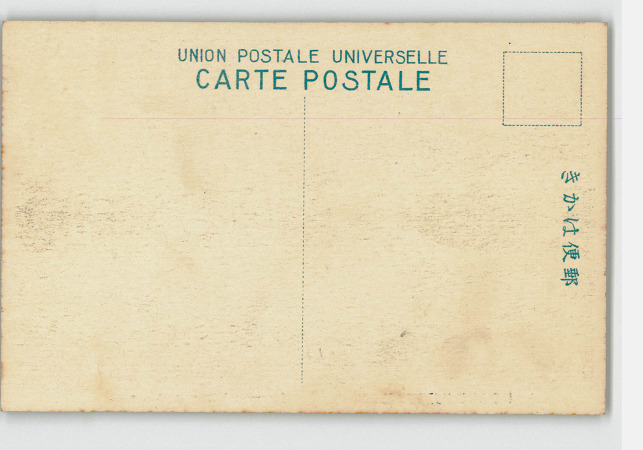 UNION POSTALE UNIVERSELLE
CARTE POSTALE
きかは便郵